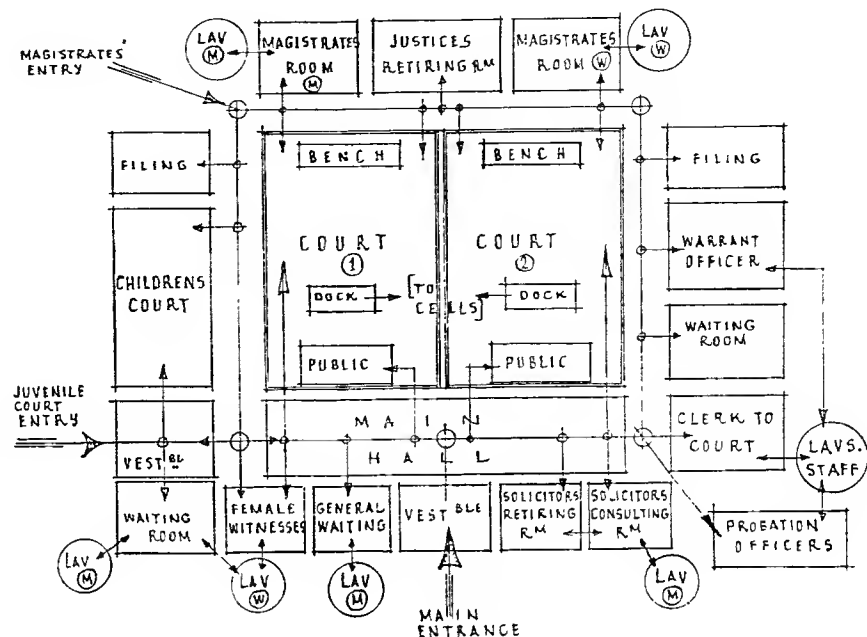 LAV
(M)
MAGISTRATES
ROOM (M)
JUSTICES
RETIRING RM
MAGISTRATES
ROOM (W)
LAV
(W)
MAGISTRATES'
ENTRY
FILING
BENCH
BENCH
FILING
CHILDRENS
COURT
COURT
(1)
COURT
(2)
WARRANT
OFFICER
DOCK
[TO
CELLS]
DOCK
WAITING
ROOM
PUBLIC
PUBLIC
JUVENILE
COURT
ENTRY
VEST BL
MAIN
HALL
CLERK TO
COURT
LAVS.
STAFF
WAITING
ROOM
FEMALE
WITNESSES
GENERAL
WAITING
VEST BLE
SOLICITORS
RETIRING
RM
SOLICITORS
CONSULTING
RM
PROBATION
OFFICERS
LAV
(M)
LAV
(W)
LAV
(M)
LAV
(M)
MAIN
ENTRANCE